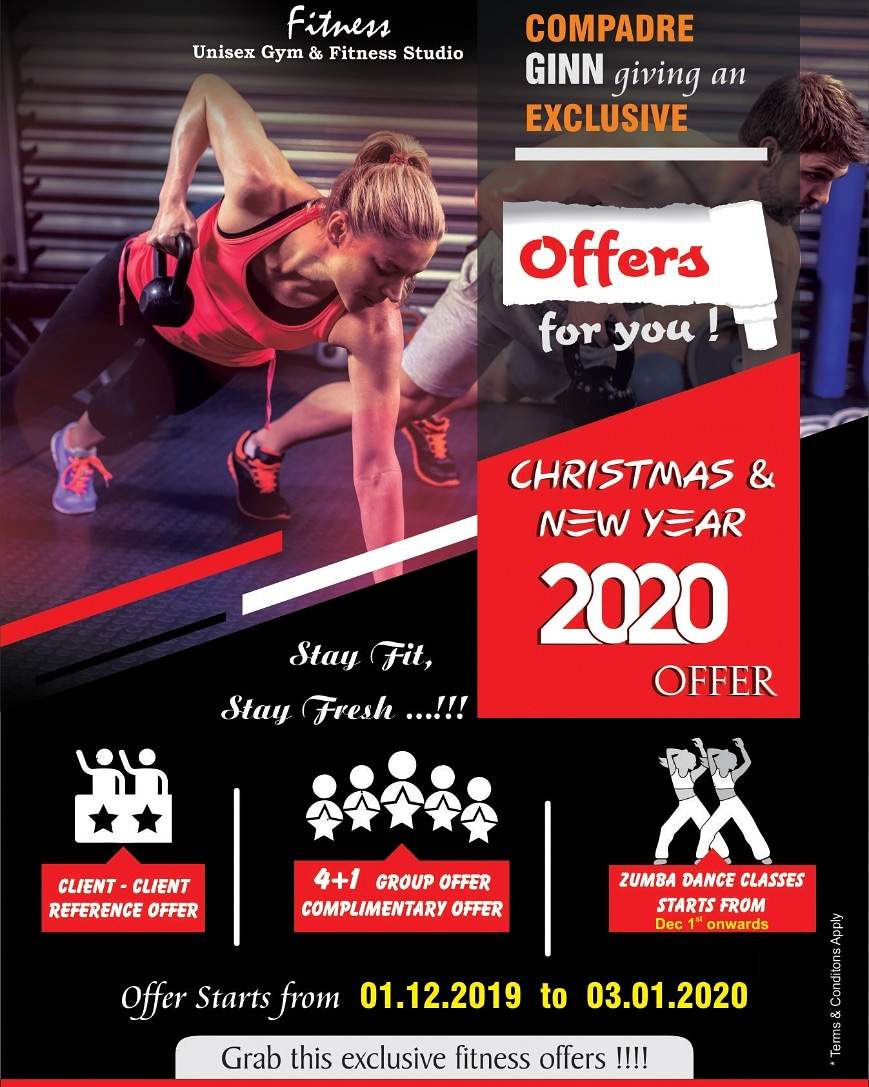 Fitness
Unisex Gym & Fitness Studio
COMPADRE
GINN giving an
EXCLUSIVE
Offers
for you !
CHRISTMAS &
NEW YEAR
2020
OFFER
Stay Fit,
Stay Fresh ...!!!
CLIENT - CLIENT
REFERENCE OFFER
4+1 GROUP OFFER
COMPLIMENTARY OFFER
ZUMBA DANCE CLASSES
STARTS FROM
Dec 1st onwards
* Terms & Conditons Apply
Offer Starts from 01.12.2019 to 03.01.2020
Grab this exclusive fitness offers !!!!